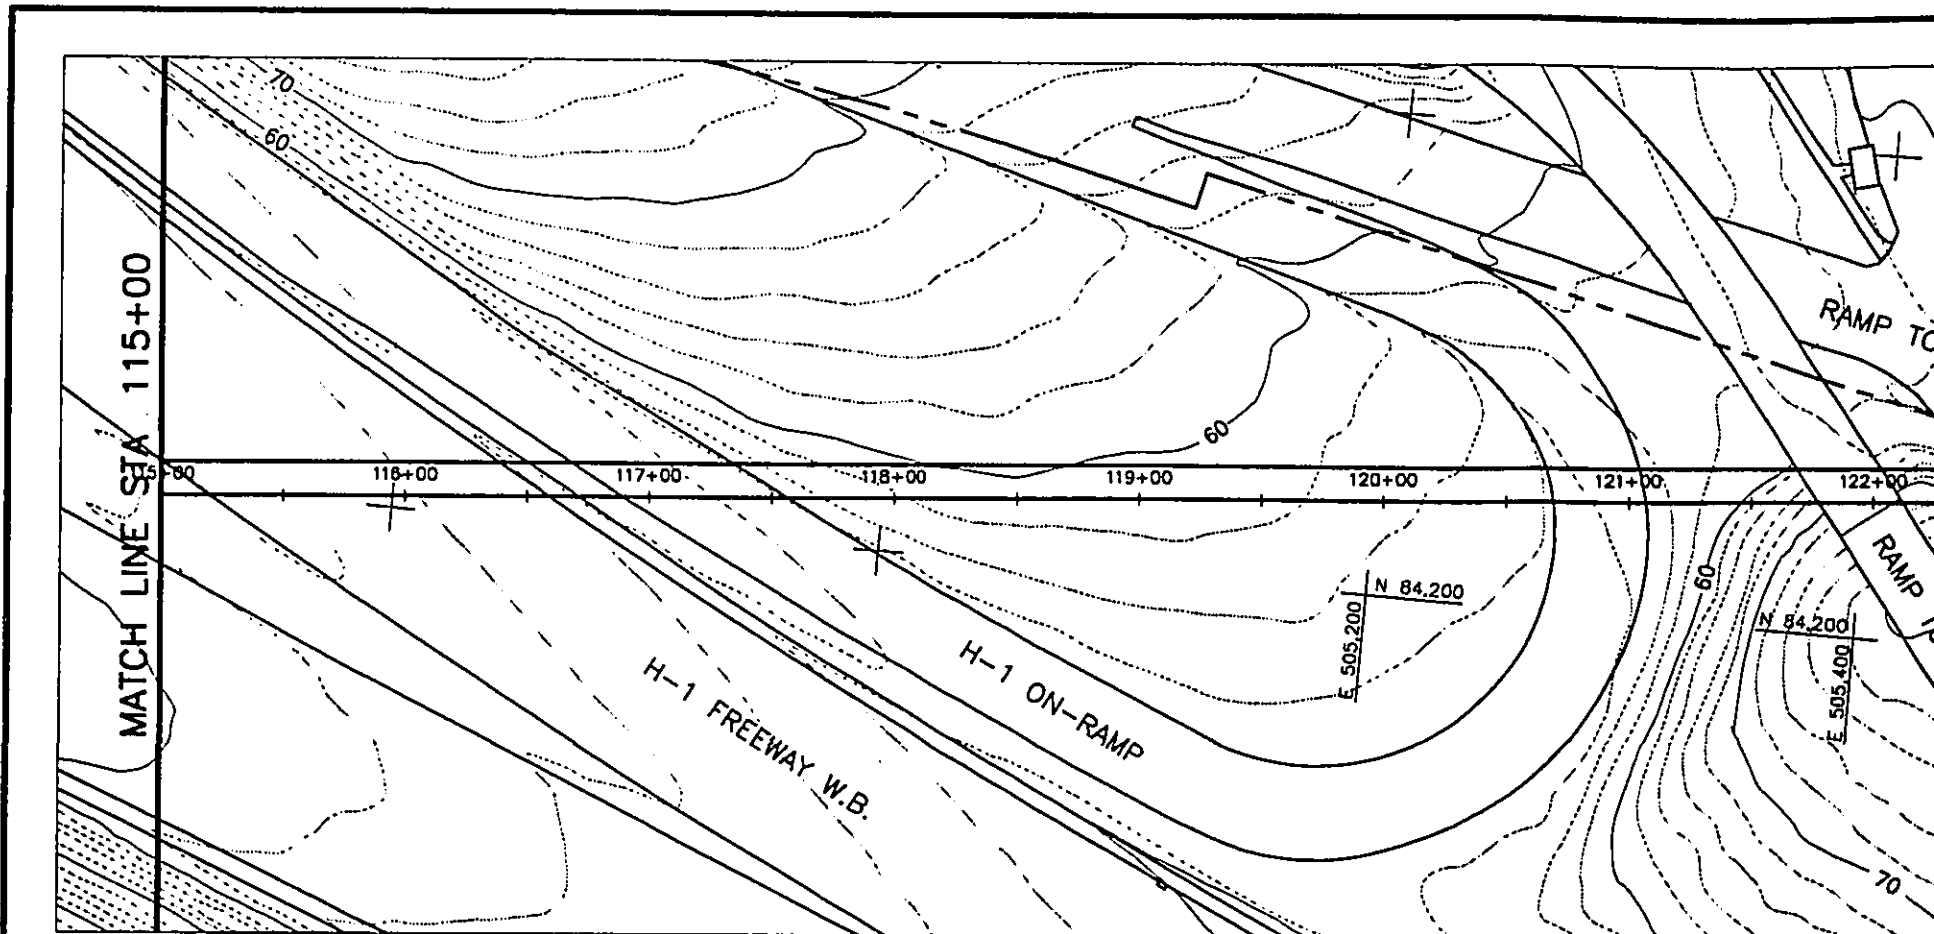 70
60
MATCH LINE STA 115+00
RAMP TO
60
15+00
116+00
117+00
118+00
119+00
120+00
121+00
122+00
60
RAMP
N 84.200
E 505.200
N 84.200
E 505.400
H-1 FREEWAY W.B.
H-1 ON-RAMP
70